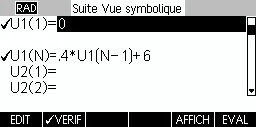 RAD Suite Vue symbolique
✓U1(1)=0
✓U1(N)=.4*U1(N-1)+6
U2(1)=
U2(2)=
EDIT ✓VERIF AFFICH EVAL